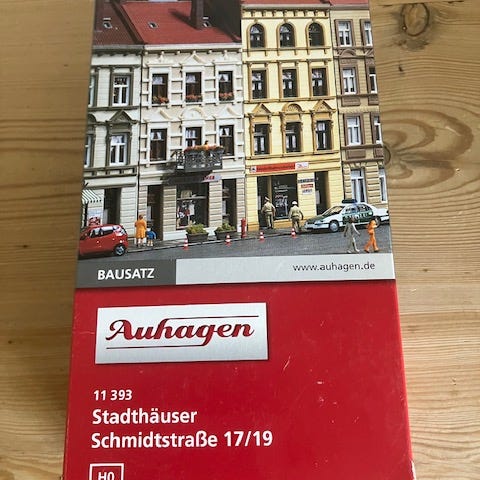 BAUSATZ
www.auhagen.de
Auhagen
11 393
Stadthäuser
Schmidtstraße 17/19
H0